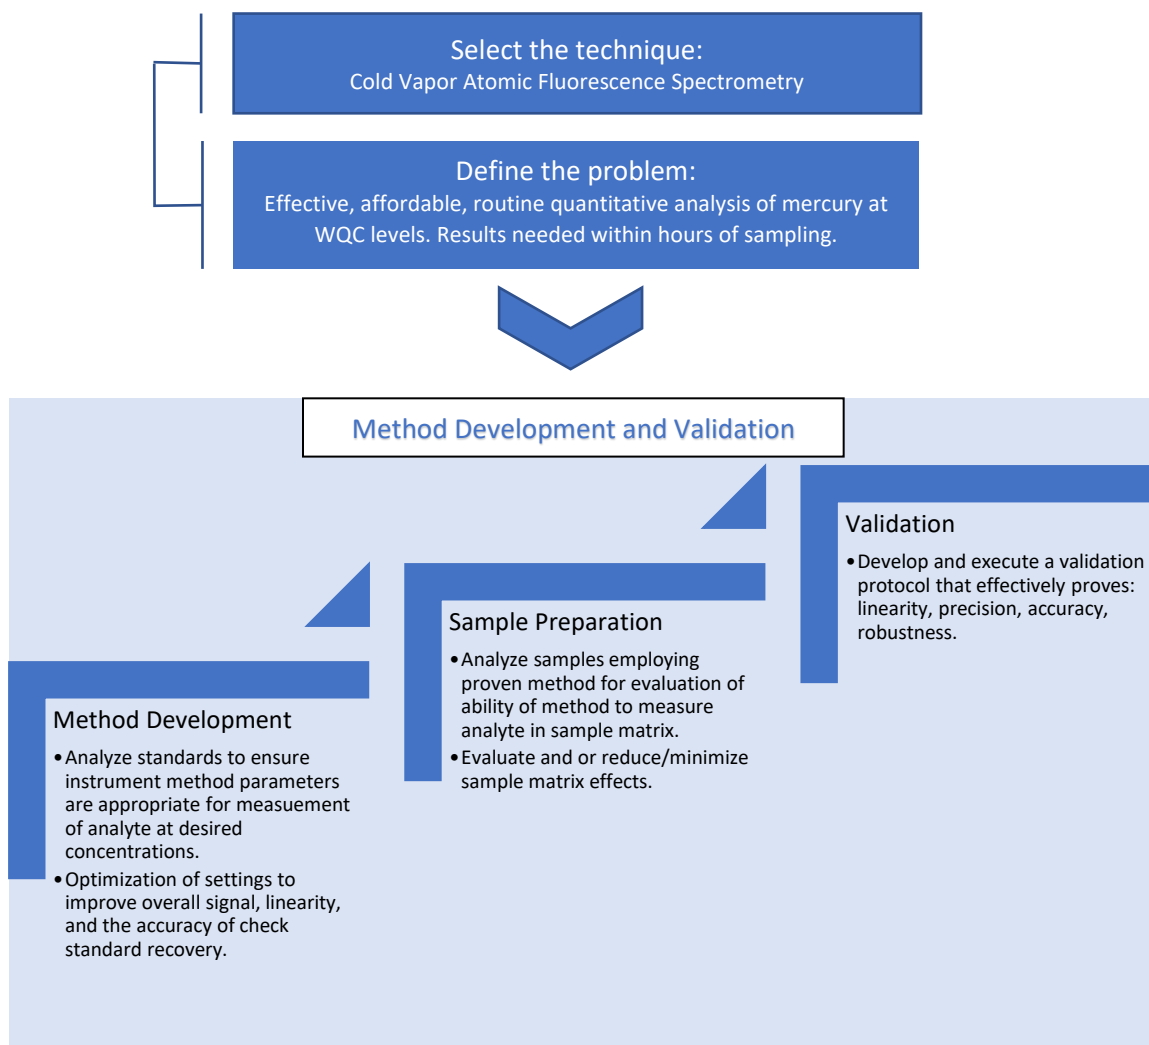 Select the technique:
Cold Vapor Atomic Fluorescence Spectrometry
Define the problem:
Effective, affordable, routine quantitative analysis of mercury at
WQC levels. Results needed within hours of sampling.
Method Development and Validation
Method Development
•Analyze standards to ensure
instrument method parameters
are appropriate for measuement
of analyte at desired
concentrations.
•Optimization of settings to
improve overall signal, linearity,
and the accuracy of check
standard recovery.
Sample Preparation
•Analyze samples employing
proven method for evaluation of
ability of method to measure
analyte in sample matrix.
•Evaluate and or reduce/minimize
sample matrix effects.
Validation
•Develop and execute a validation
protocol that effectively proves:
linearity, precision, accuracy,
robustness.